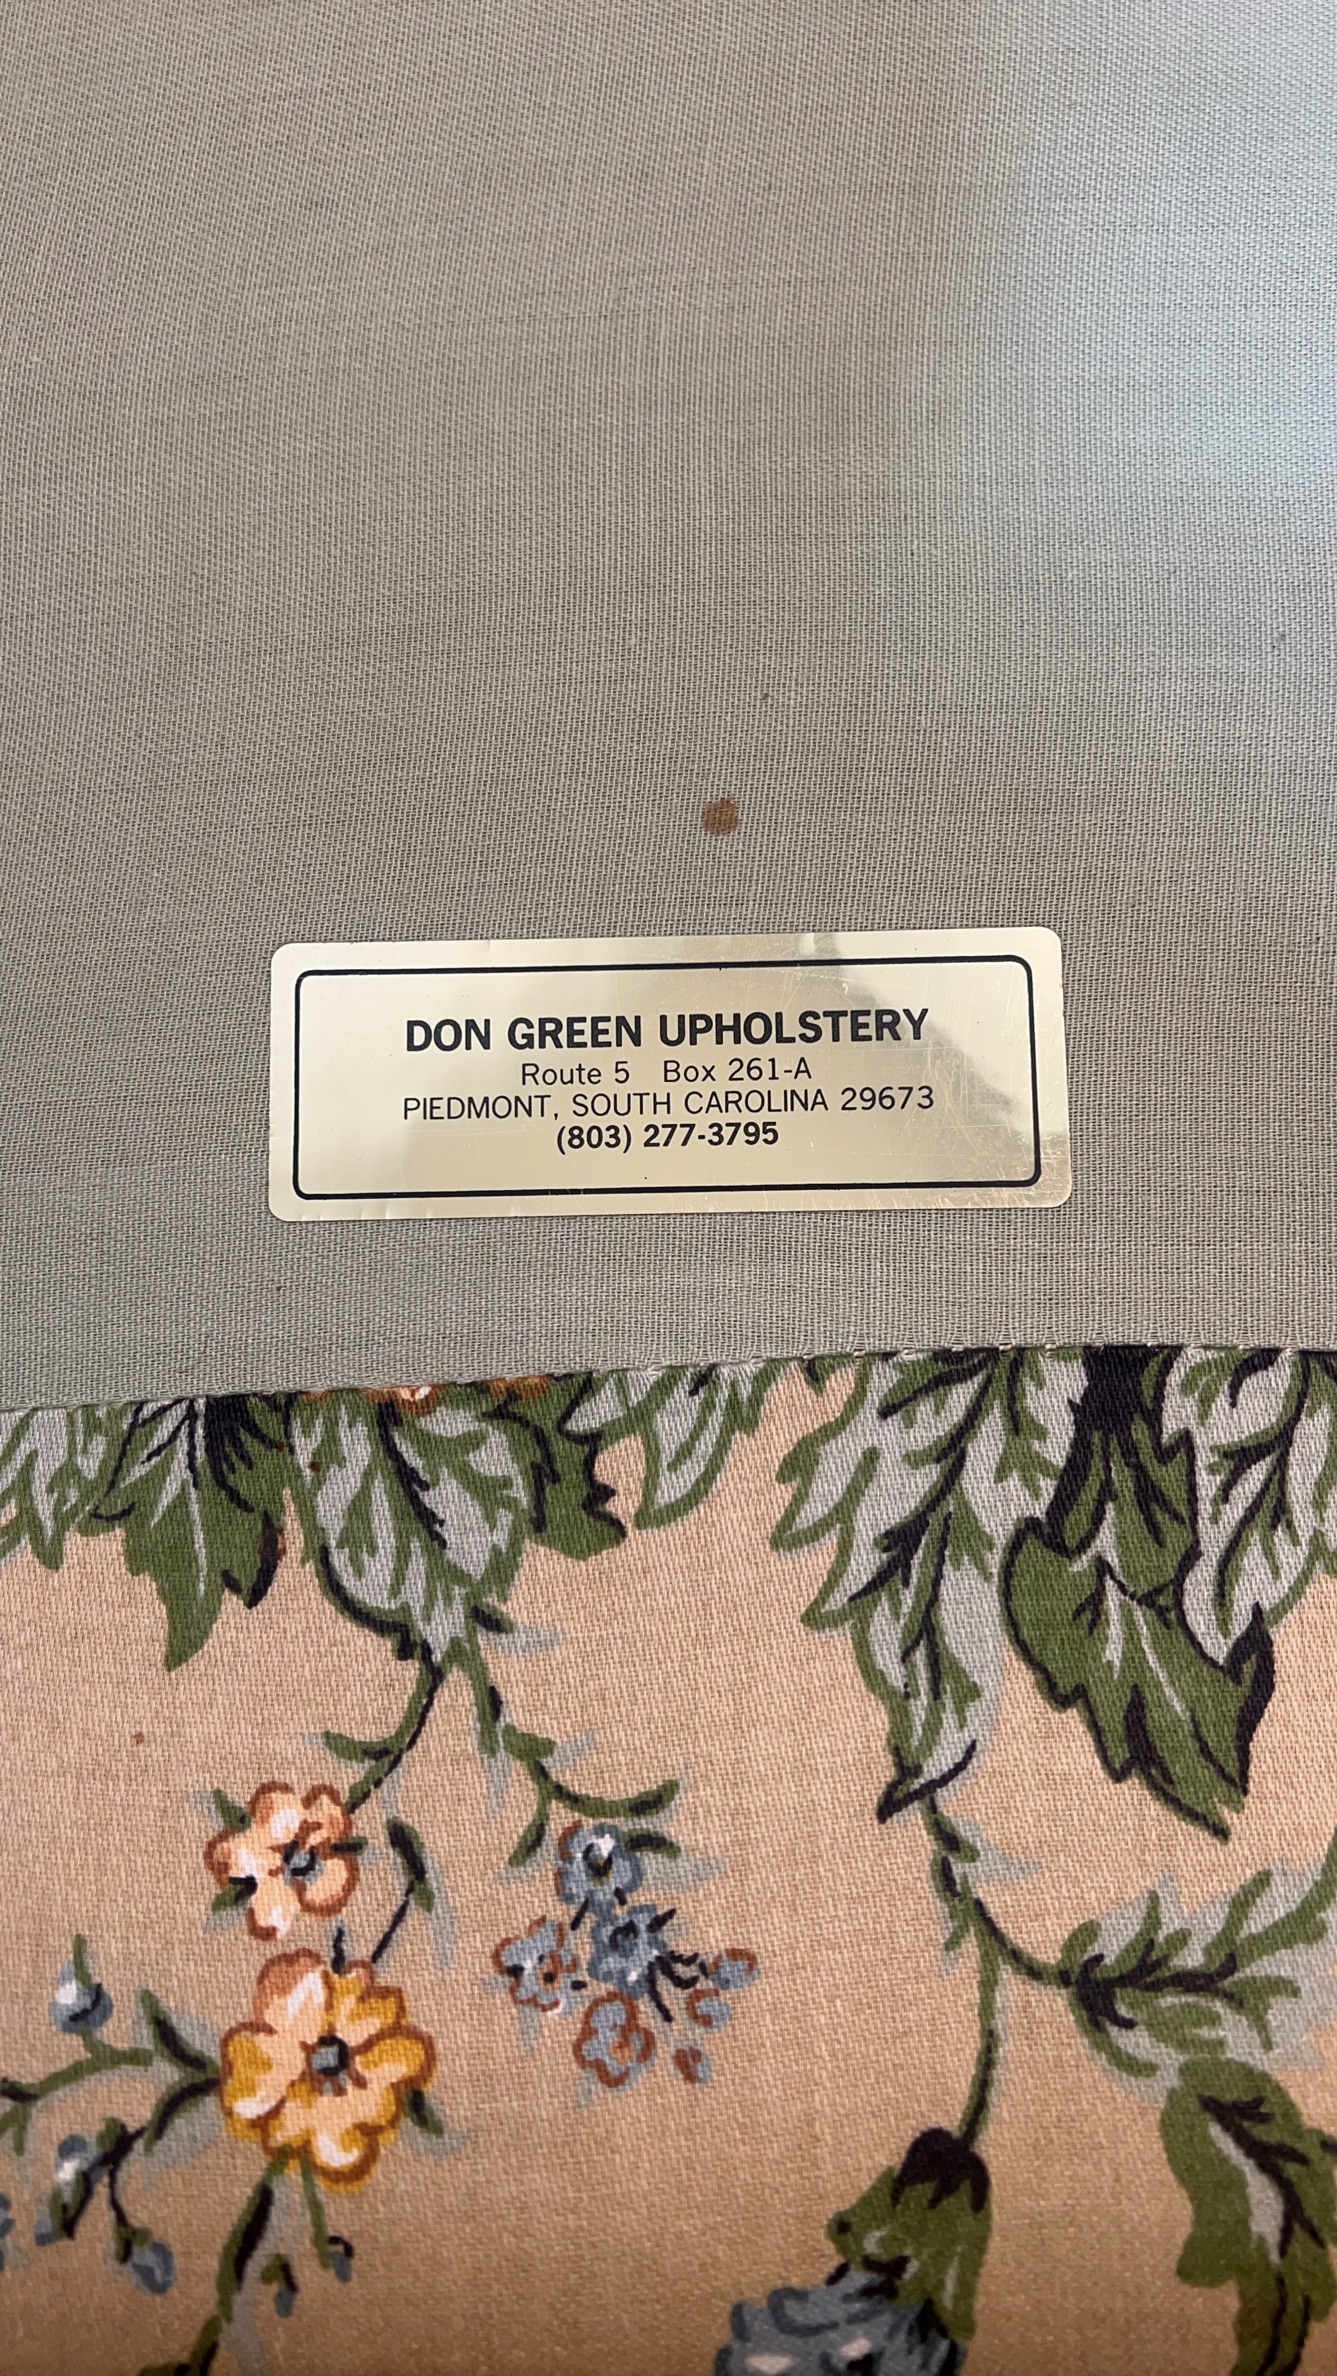 DON GREEN UPHOLSTERY
Route 5 Box 261-A
PIEDMONT, SOUTH CAROLINA 29673
(803) 277-3795